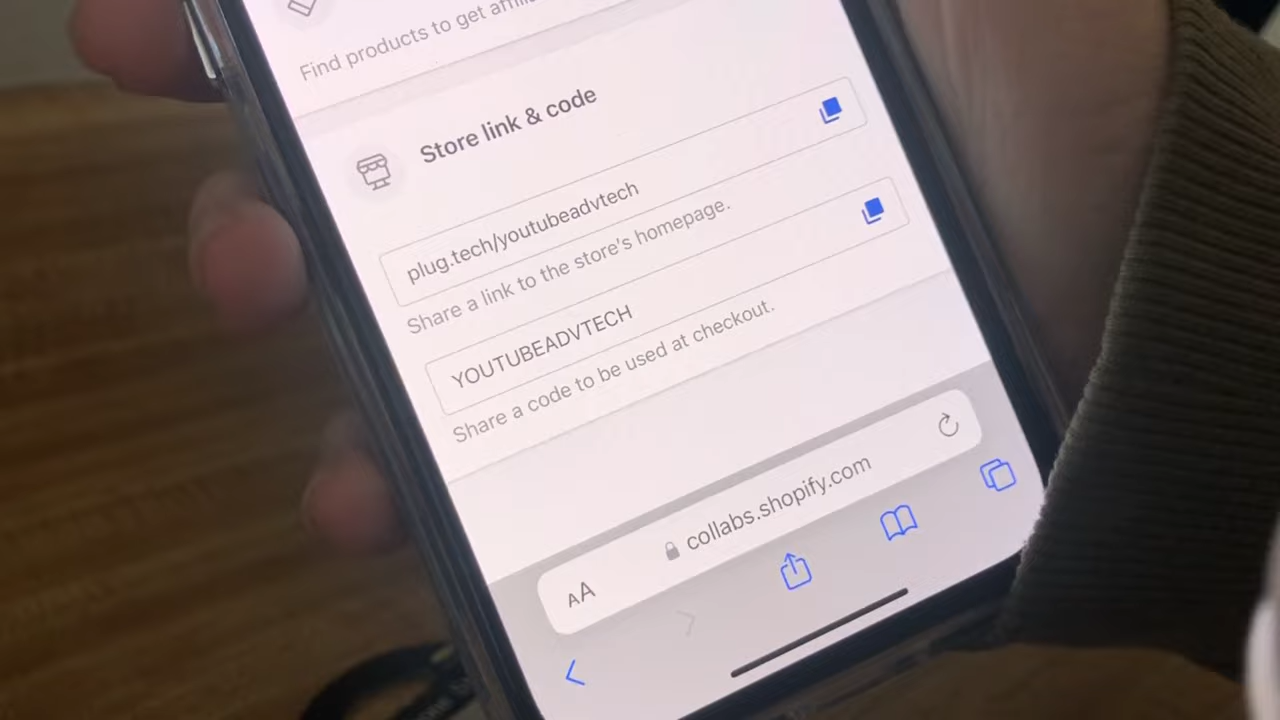 Find products to get
Store link & code
plug.tech/youtubeadvtech
Share a link to the store's homepage.
YOUTUBEADVTECH
Share a code to be used at checkout.
AA
collabs.shopify.com